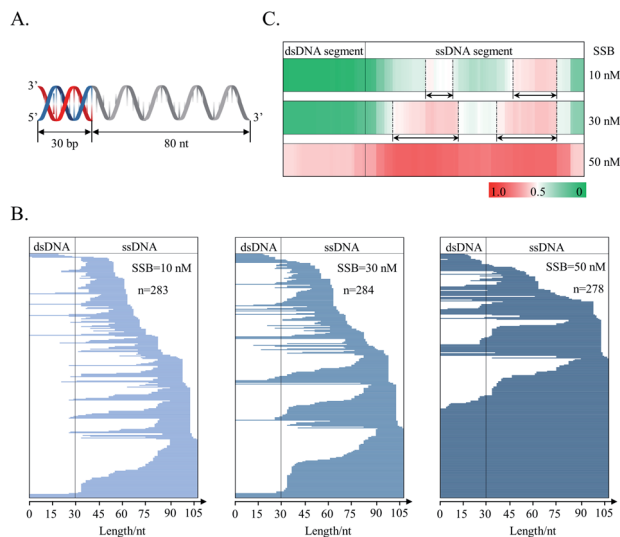 A.
3’
5’
3’
30 bp
80 nt
C.
dsDNA segment
ssDNA segment
SSB
10 nM
30 nM
50 nM
1.0
0.5
0
B.
dsDNA
ssDNA
SSB=10 nM
n=283
0 15 30 45 60 75 90 105
Length/nt
dsDNA
ssDNA
SSB=30 nM
n=284
0 15 30 45 60 75 90 105
Length/nt
dsDNA
ssDNA
SSB=50 nM
n=278
0 15 30 45 60 75 90 105
Length/nt